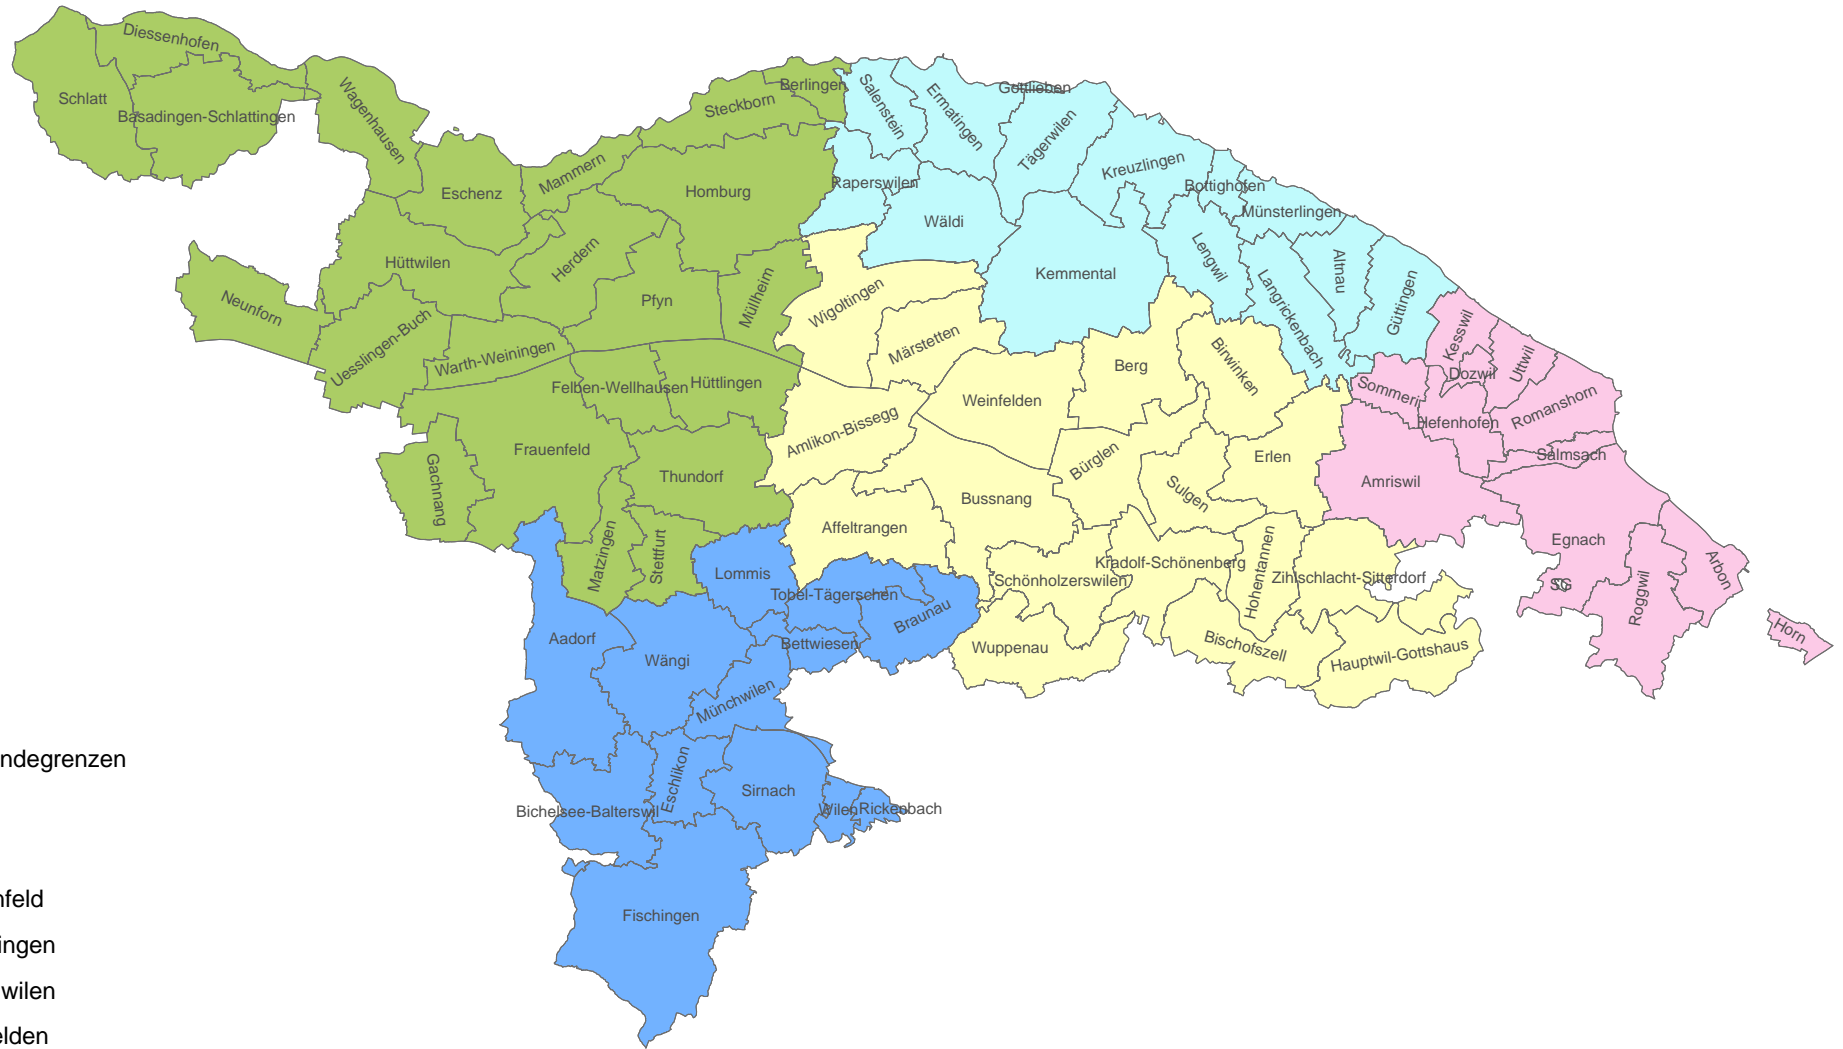 Diessenhofen
Schlatt
Basadingen-Schlattingen
Wagenhausen
Eschenz
Mammern
Steckborn
Berlingen
Homburg
Hüttwilen
Herdern
Neunforn
Uesslingen-Buch
Warth-Weiningen
Pfyn
Müllheim
Felben-Wellhausen
Hüttlingen
Frauenfeld
Gachnang
Thundorf
Matzingen
Stettfurt
Salenstein
Ermatingen
Gottlieben
Tägerwilen
Kreuzlingen
Bottighofen
Münsterlingen
Raperswilen
Wäldi
Kemmental
Lengwil
Langrickenbach
Altnau
Güttingen
Wigoltingen
Märstetten
Amlikon-Bissegg
Weinfelden
Berg
Birwinken
Bürglen
Sulgen
Erlen
Bussnang
Affeltrangen
Schönholzerswilen
Kradolf-Schönenberg
Hohentannen
Zihlschlacht-Sitterdorf
Wuppenau
Bischofszell
Hauptwil-Gottshaus
Kesswil
Dozwil
Uttwil
Sommeri
Hefenhofen
Romanshorn
Salmsach
Amriswil
Egnach
SG
Roggwil
Arbon
Horn
Lommis
Tobel-Tägerschen
Braunau
Bettwiesen
Aadorf
Wängi
Münchwilen
Eschlikon
Sirnach
Wilen
Rickenbach
Bichelsee-Balterswil
Fischingen
ndegrenzen
nfeld
ingen
wilen
elden